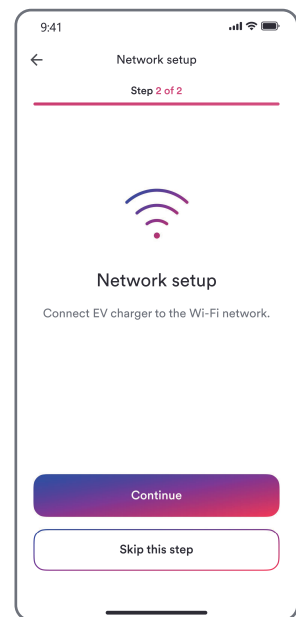 9:41
Network setup
Step 2 of 2
Network setup
Connect EV charger to the Wi-Fi network.
Continue
Skip this step